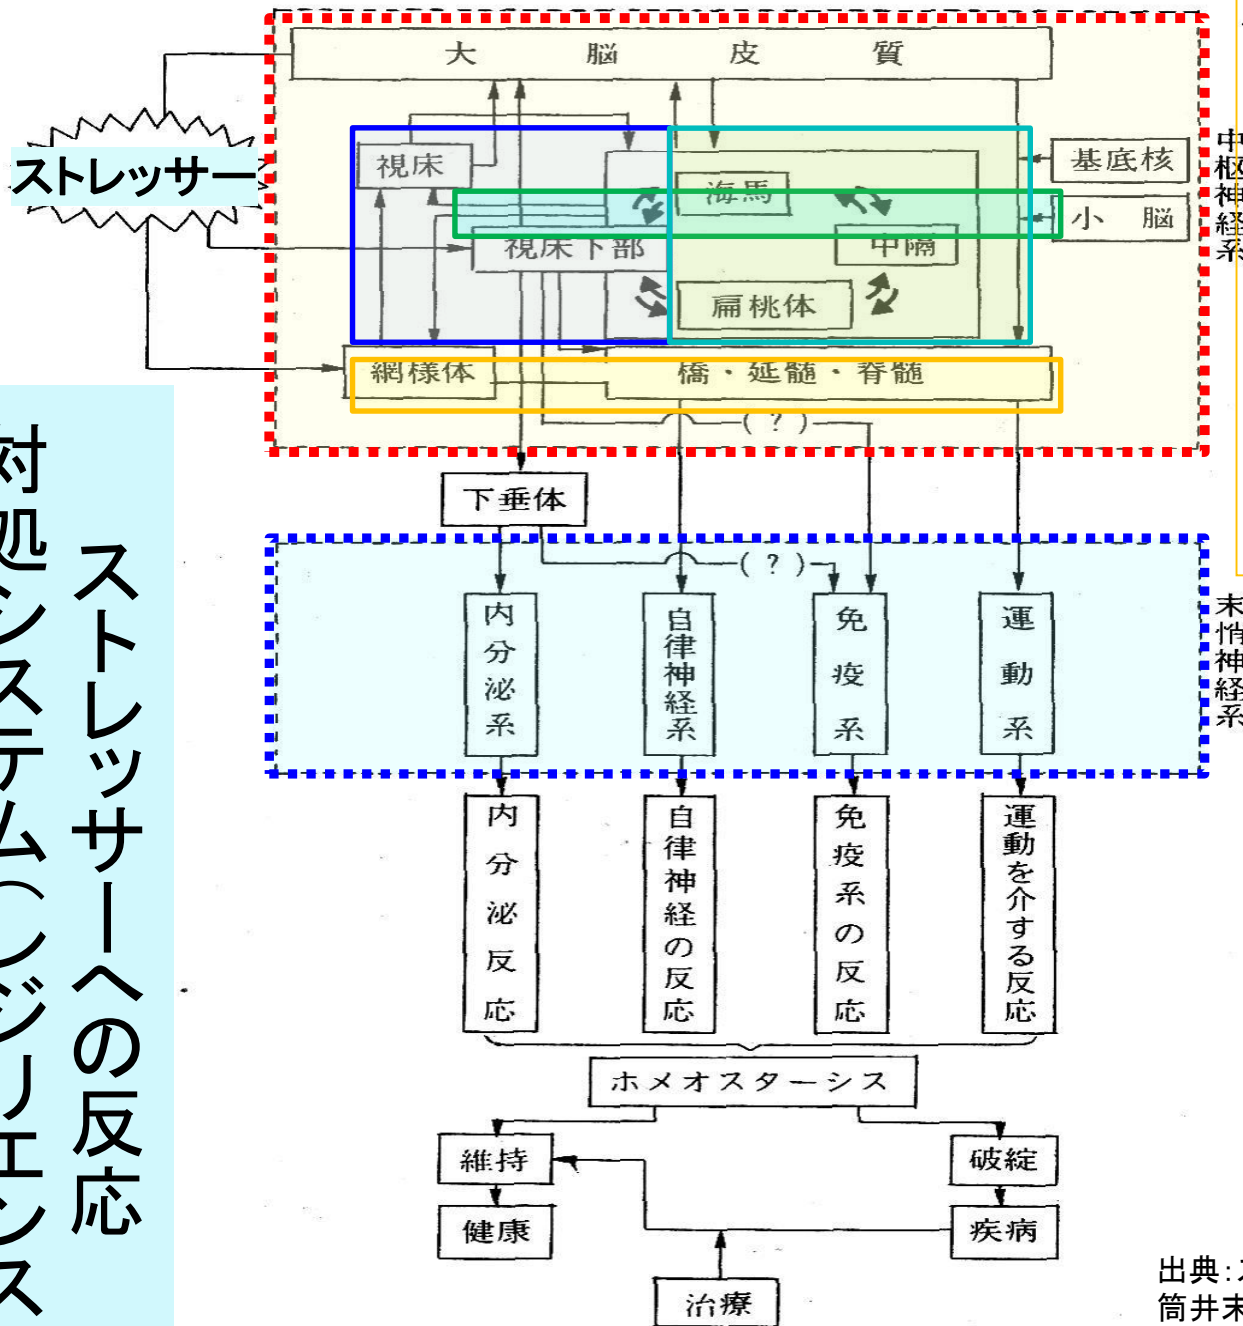 大脳皮質
ストレッサー
視床
海馬
視床下部
中隔
扁桃体
基底核
小脳
中枢神経系
網様体
橋・延髄・脊髄
(?)
下垂体
(?)
内分泌系
自律神経系
免疫系
運動系
末悄神経系
内分泌反応
自律神経の反応
免疫系の反応
運動を介する反応
ホメオスターシス
維持
破綻
健康
疾病
治療
ストレッサーへの反応
対処システム(レジリエンス
出典:ス
筒井末